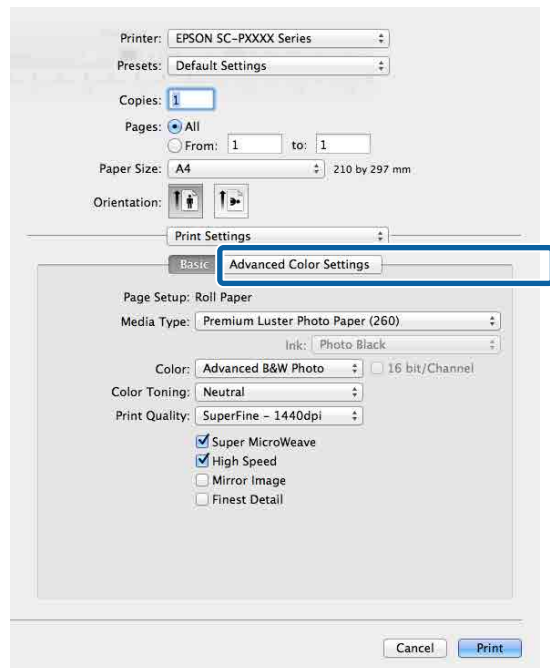 Printer: EPSON SC-PXXXX Series
Presets: Default Settings
Copies: 1
Pages: All
From: 1 to: 1
Paper Size: A4 210 by 297 mm
Orientation:
Print Settings
Basic Advanced Color Settings
Page Setup: Roll Paper
Media Type: Premium Luster Photo Paper (260)
Ink: Photo Black
Color: Advanced B&W Photo 16 bit/Channel
Color Toning: Neutral
Print Quality: SuperFine - 1440dpi
Super MicroWeave
High Speed
Mirror Image
Finest Detail
Cancel Print